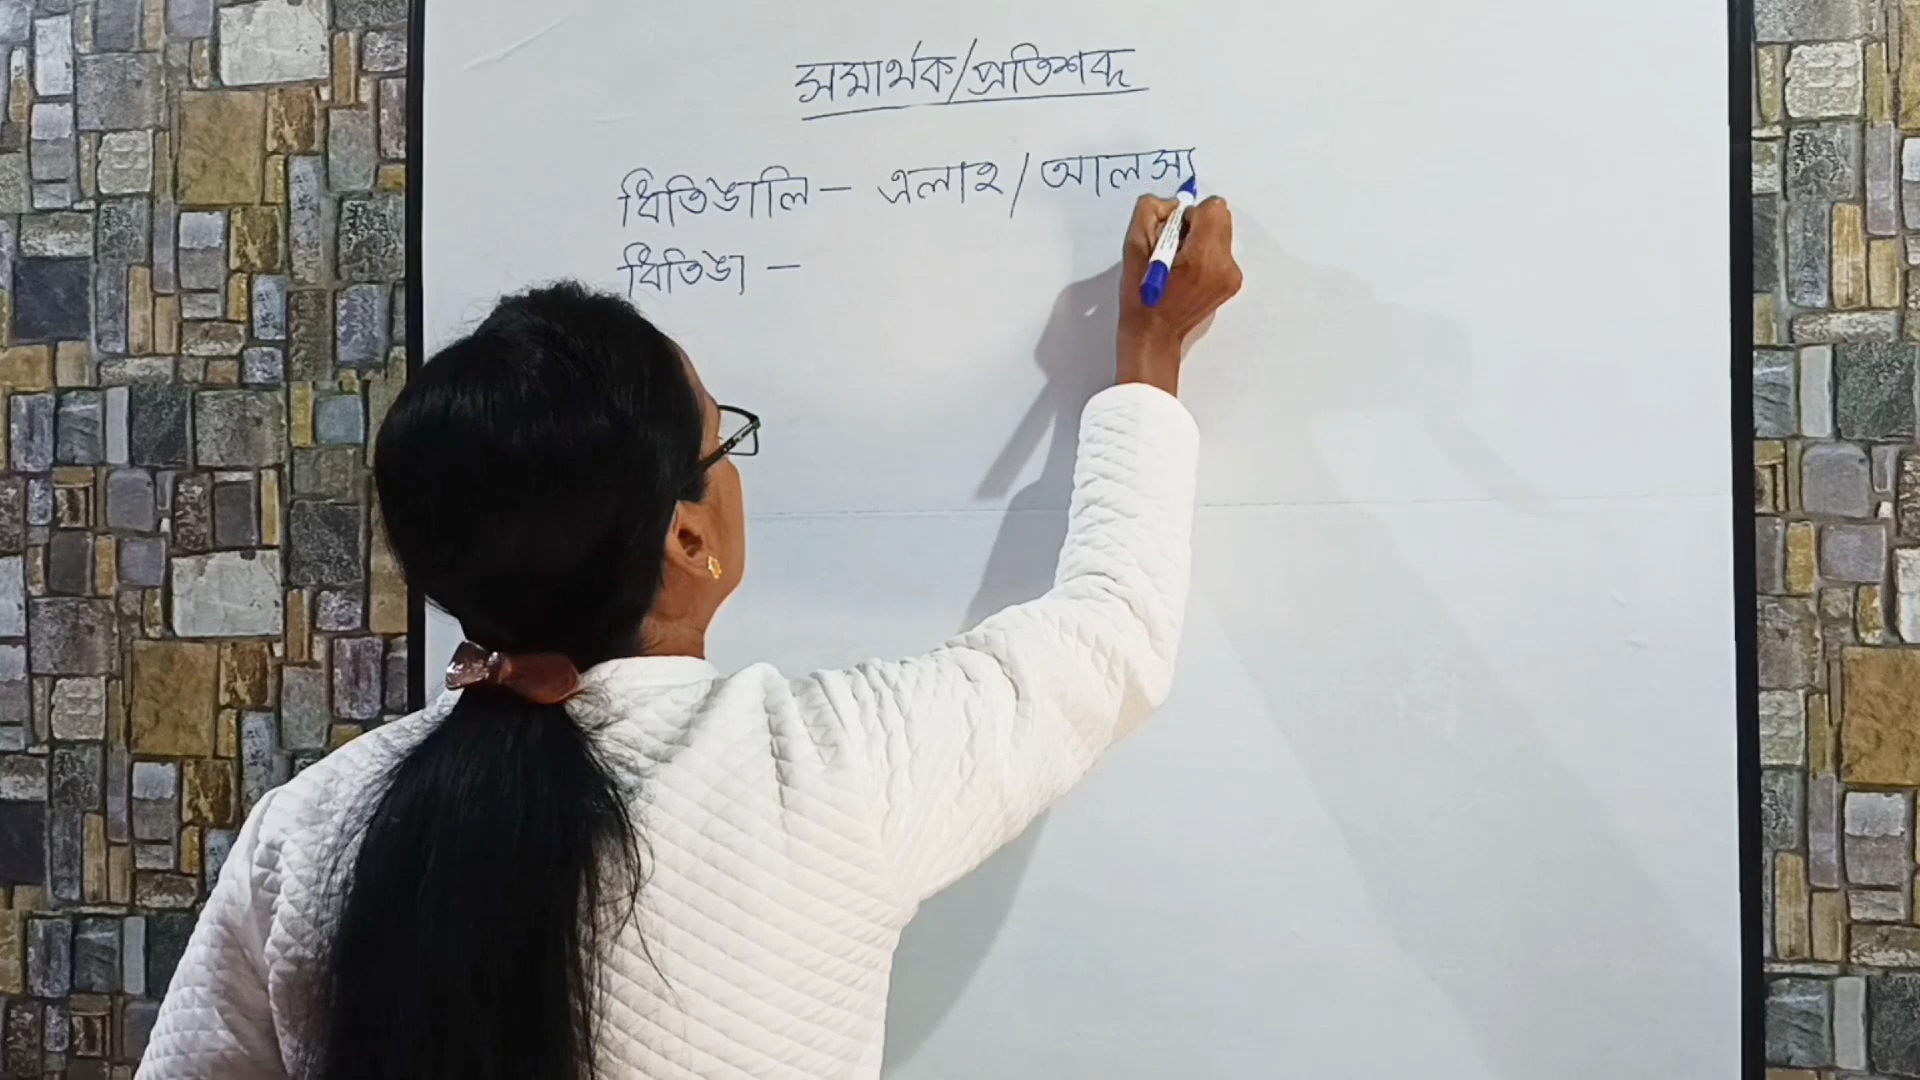 সমাৰ্থক/প্ৰতিশব্দ
ধিতিঙালি - এলাহ / আলস্য
ধিতিঙা -